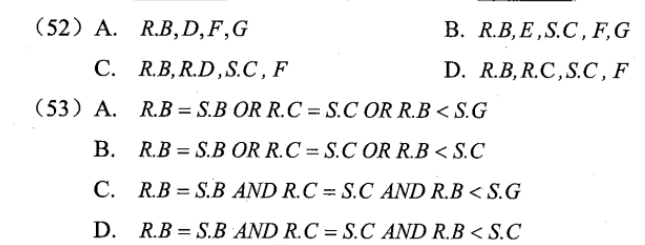 (52) A. R.B,D,F,G B. R.B,E,S.C,F,G
C. R.B,R.D,S.C,F D. R.B,R.C,S.C,F
(53) A. R.B = S.B OR R.C = S.C OR R.B < S.G
B. R.B = S.B OR R.C = S.C OR R.B < S.C
C. R.B = S.B AND R.C = S.C AND R.B < S.G
D. R.B = S.B AND R.C = S.C AND R.B < S.C